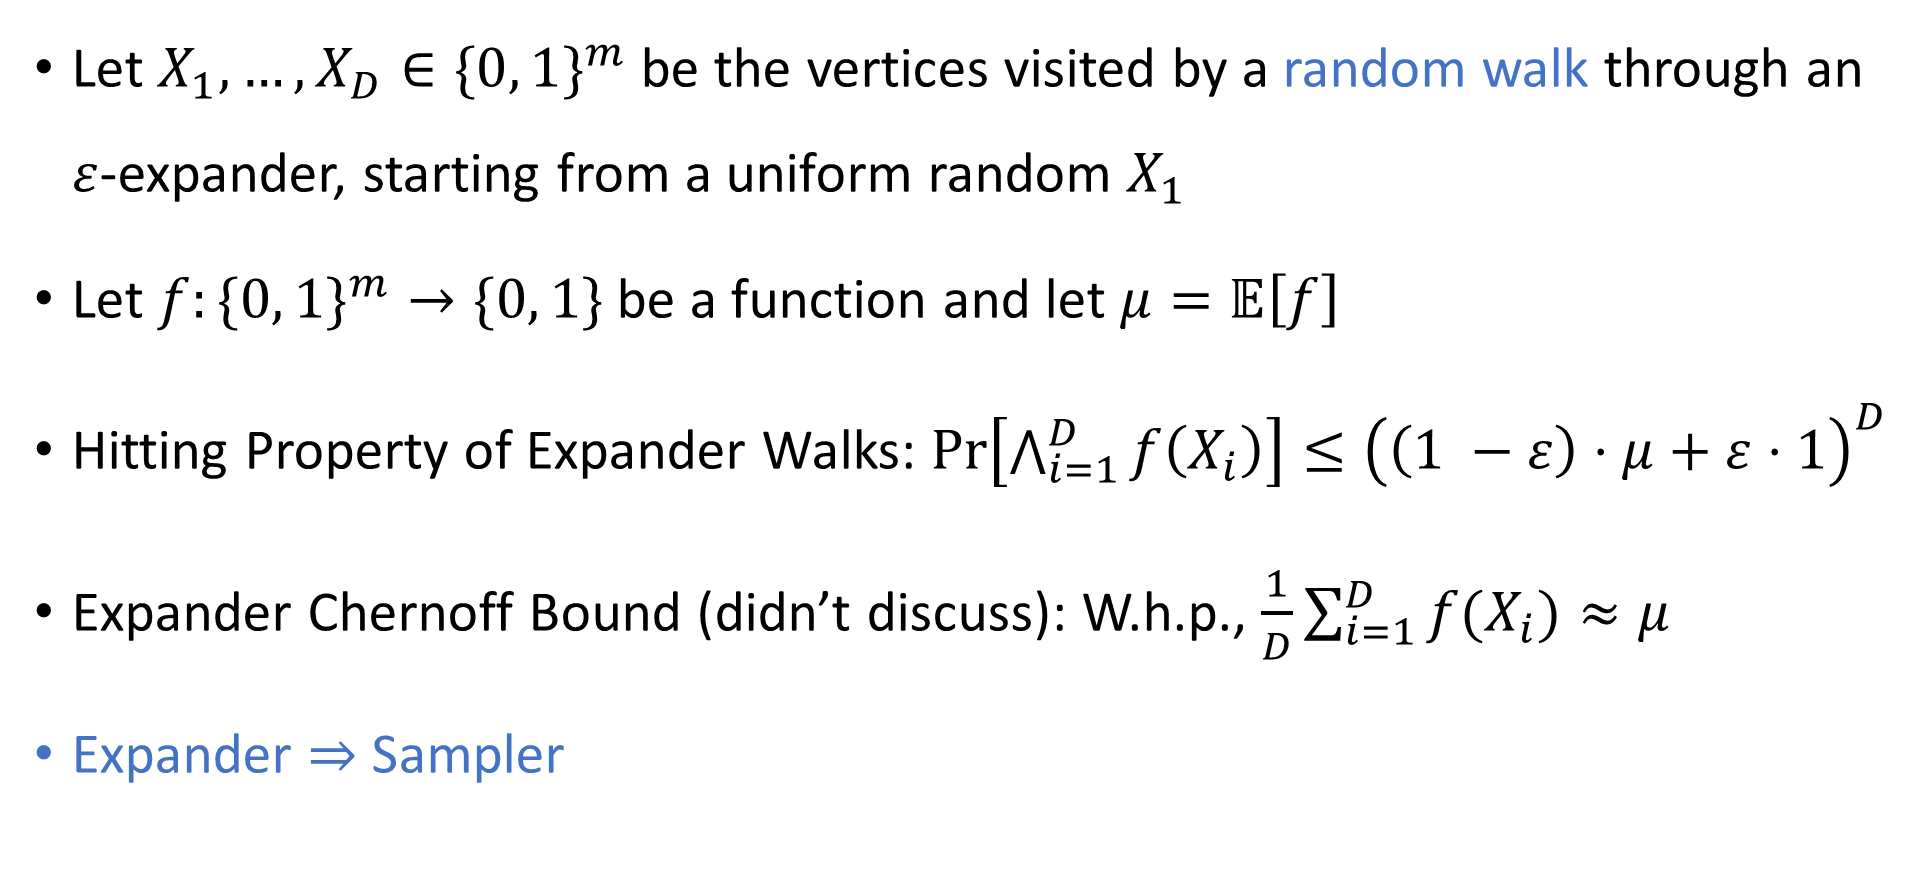 • Let 𝑋₁, … , 𝑋_𝐷 ∈ {0, 1}^𝑚 be the vertices visited by a random walk through an
𝜀-expander, starting from a uniform random 𝑋₁
• Let 𝑓: {0, 1}^𝑚 → {0, 1} be a function and let 𝜇 = 𝔼[𝑓]
• Hitting Property of Expander Walks: Pr[⋀_{𝑖=1}^𝐷 𝑓(𝑋_𝑖)] ≤ ((1 − 𝜀) · 𝜇 + 𝜀 · 1)^𝐷
• Expander Chernoff Bound (didn’t discuss): W.h.p., 1/𝐷 ∑_{𝑖=1}^𝐷 𝑓(𝑋_𝑖) ≈ 𝜇
• Expander ⇒ Sampler